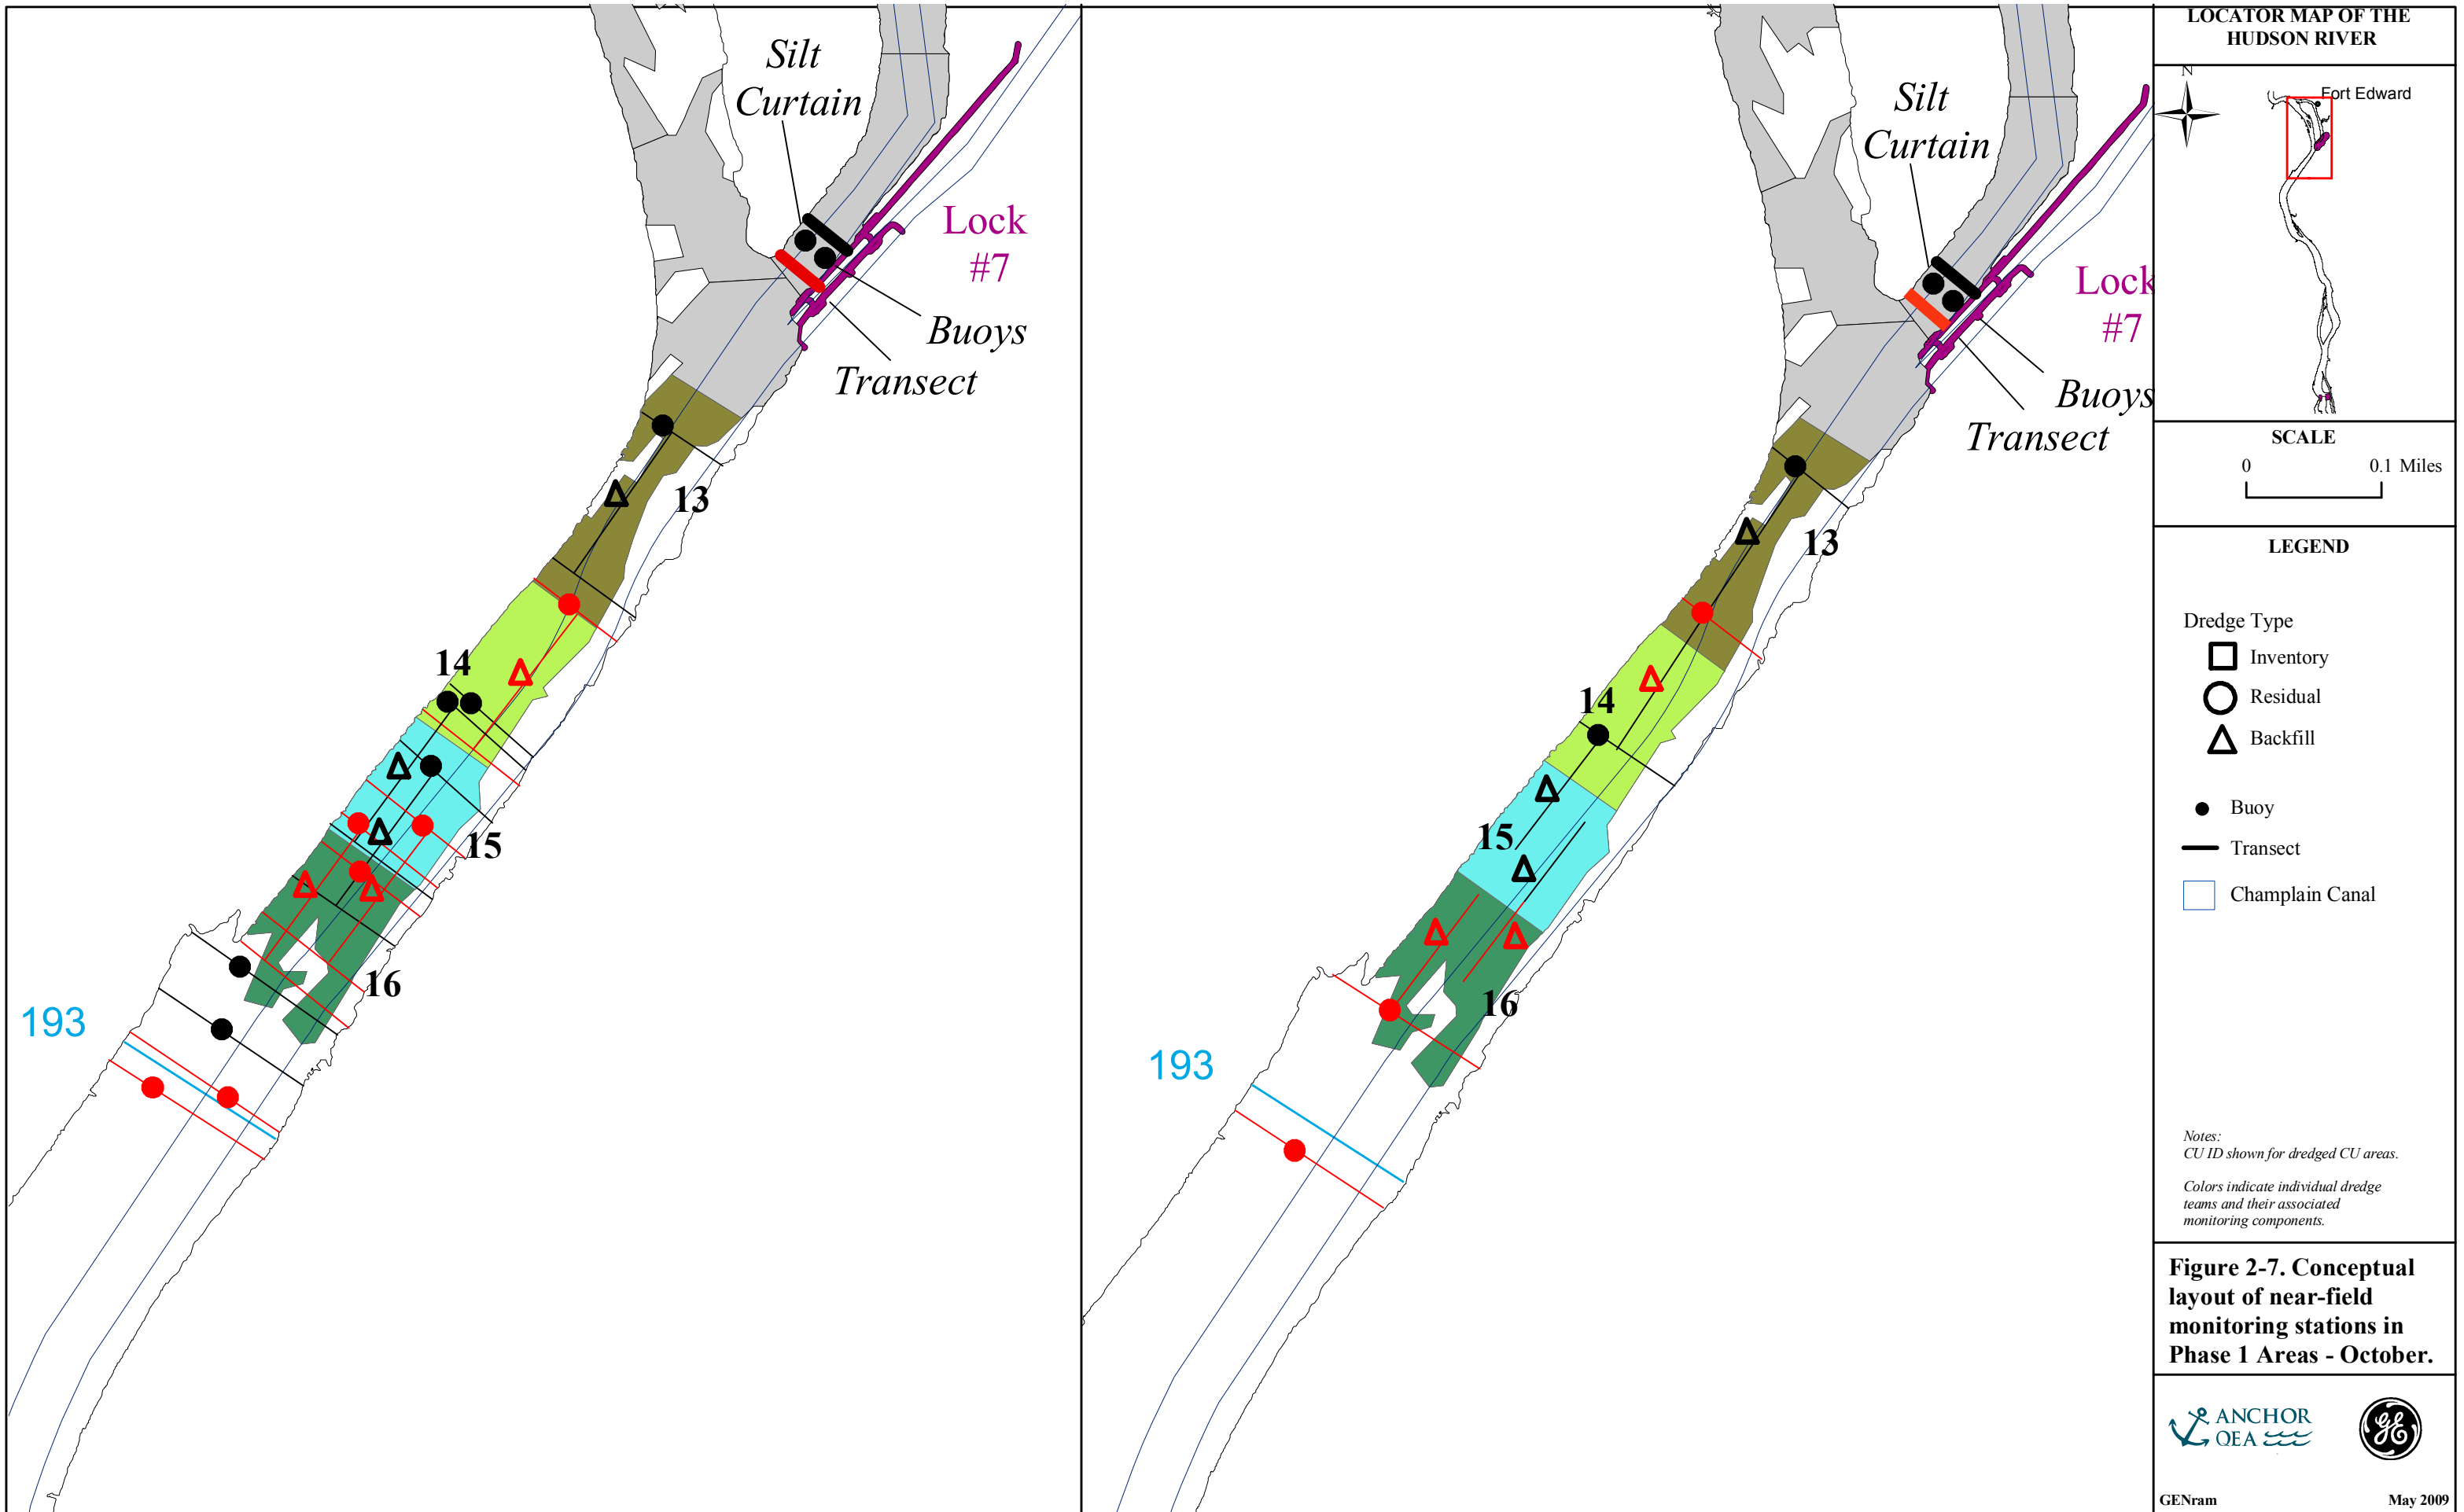 Silt
Curtain
Lock
#7
Buoys
Transect
13
14
15
16
193
Silt
Curtain
Lock
#7
Buoys
Transect
13
14
15
16
193
LOCATOR MAP OF THE
HUDSON RIVER
N
Fort Edward
SCALE
0 0.1 Miles
LEGEND
Dredge Type
Inventory
Residual
Backfill
Buoy
Transect
Champlain Canal
Notes:
CU ID shown for dredged CU areas.
Colors indicate individual dredge
teams and their associated
monitoring components.
Figure 2-7. Conceptual
layout of near-field
monitoring stations in
Phase 1 Areas - October.
ANCHOR
QEA
GE
GENram May 2009